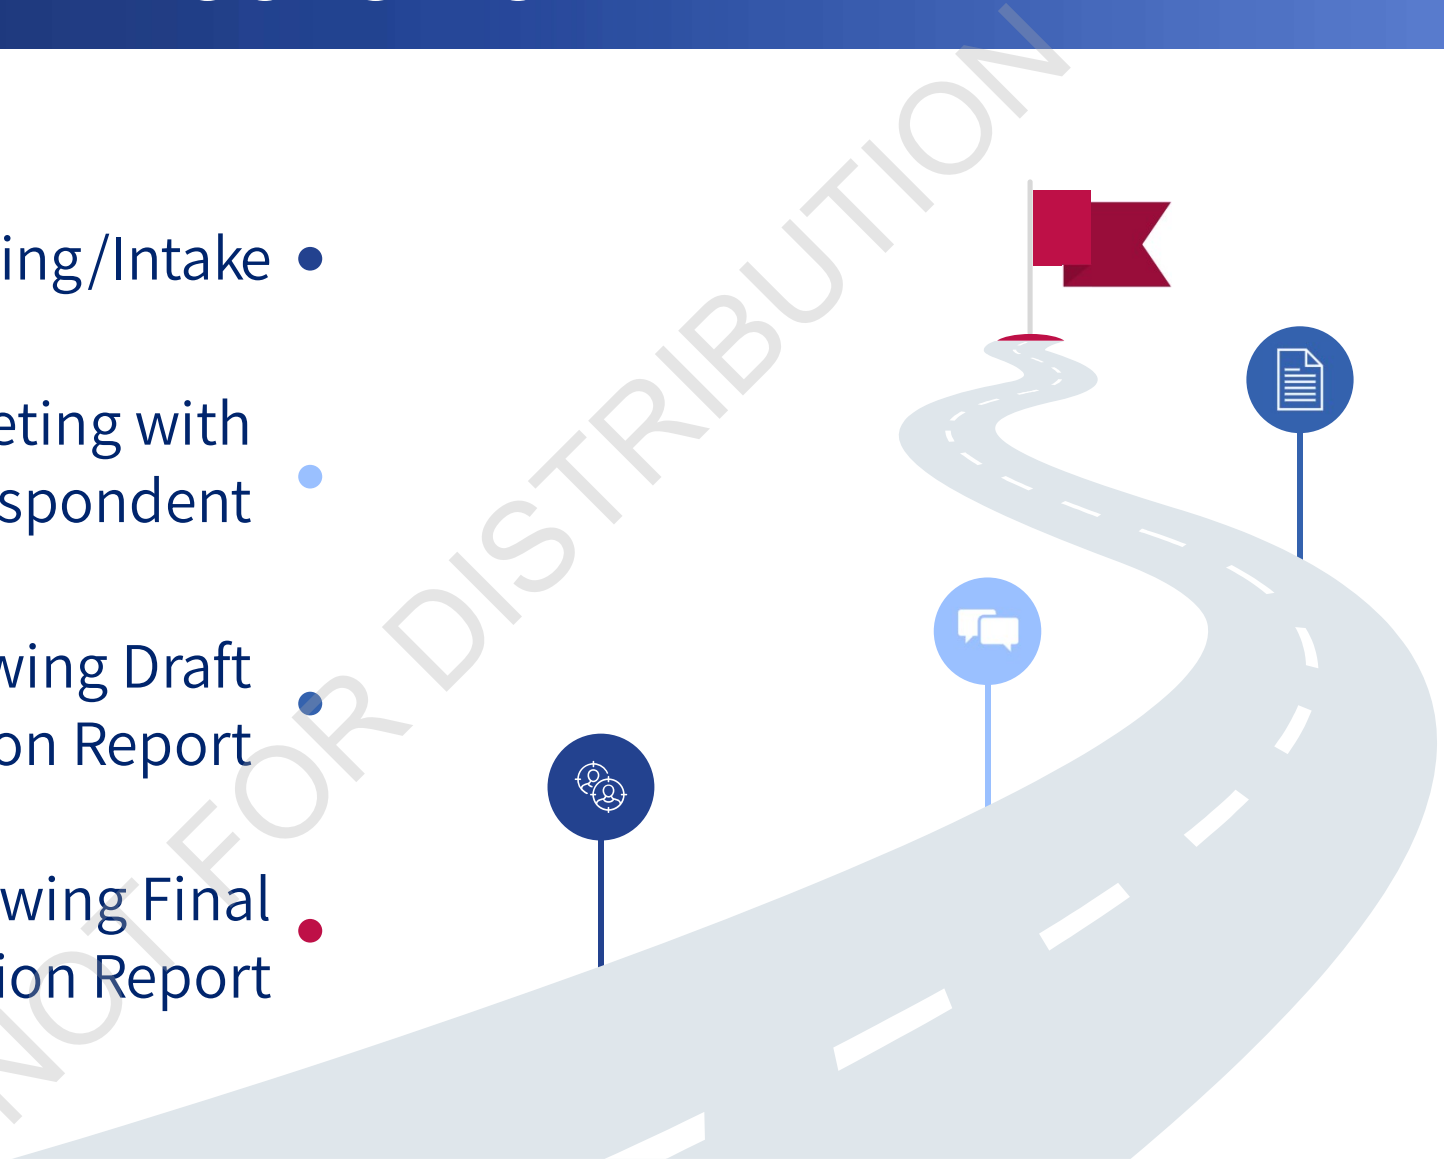 ing/Intake
eting with
spondent
wing Draft
on Report
wing Final
ion Report
NOT FOR DISTRIBUTION